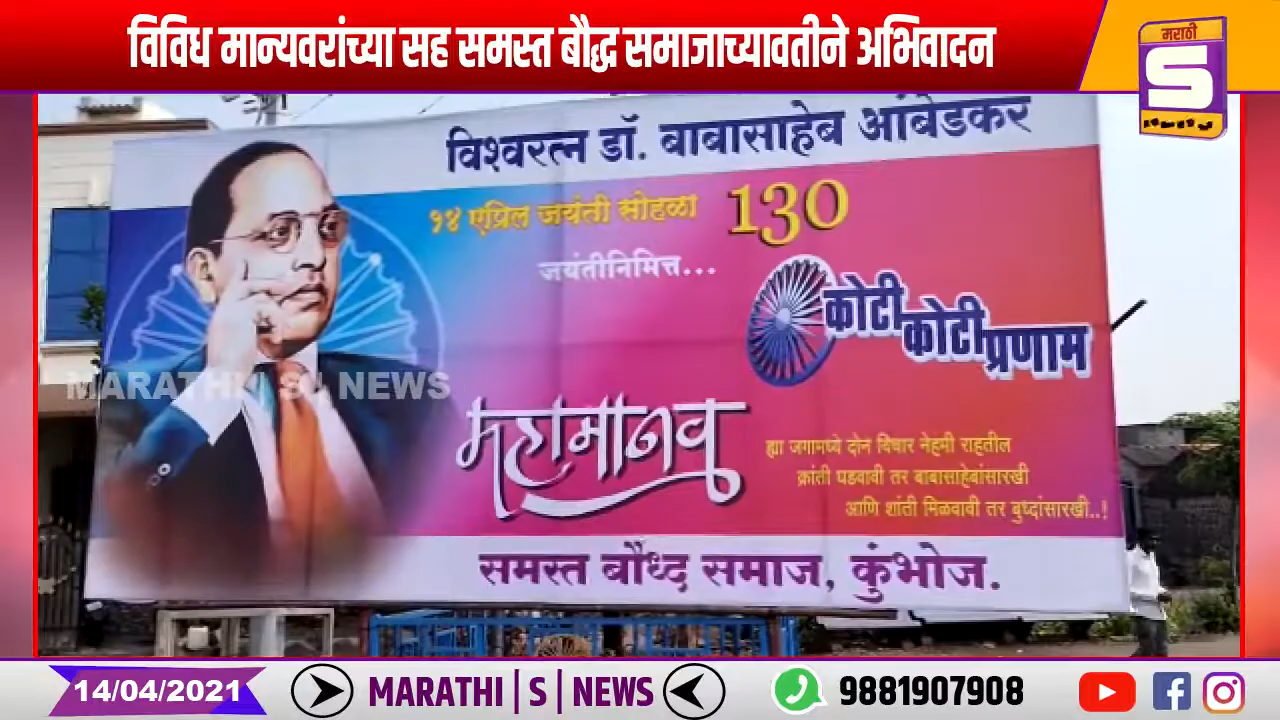 विविध मान्यवरांच्या सह समस्त बौद्ध समाजाच्यावतीने अभिवादन
मराठी
S
विश्वरत्न डॉ. बाबासाहेब आंबेडकर
१४ एप्रिल जयंती सोहळा 130
जयंतीनिमित्त...
कोटी कोटी प्रणाम
MARATHI S NEWS
महामानव
ह्या जगामध्ये दोन विचार नेहमी राहतील
क्रांती घडवावी तर बाबासाहेबांसारखी
आणि शांती मिळवावी तर बुध्दांसारखी..!
समस्त बौध्द समाज, कुंभोज.
14/04/2021 MARATHI | S | NEWS 9881907908